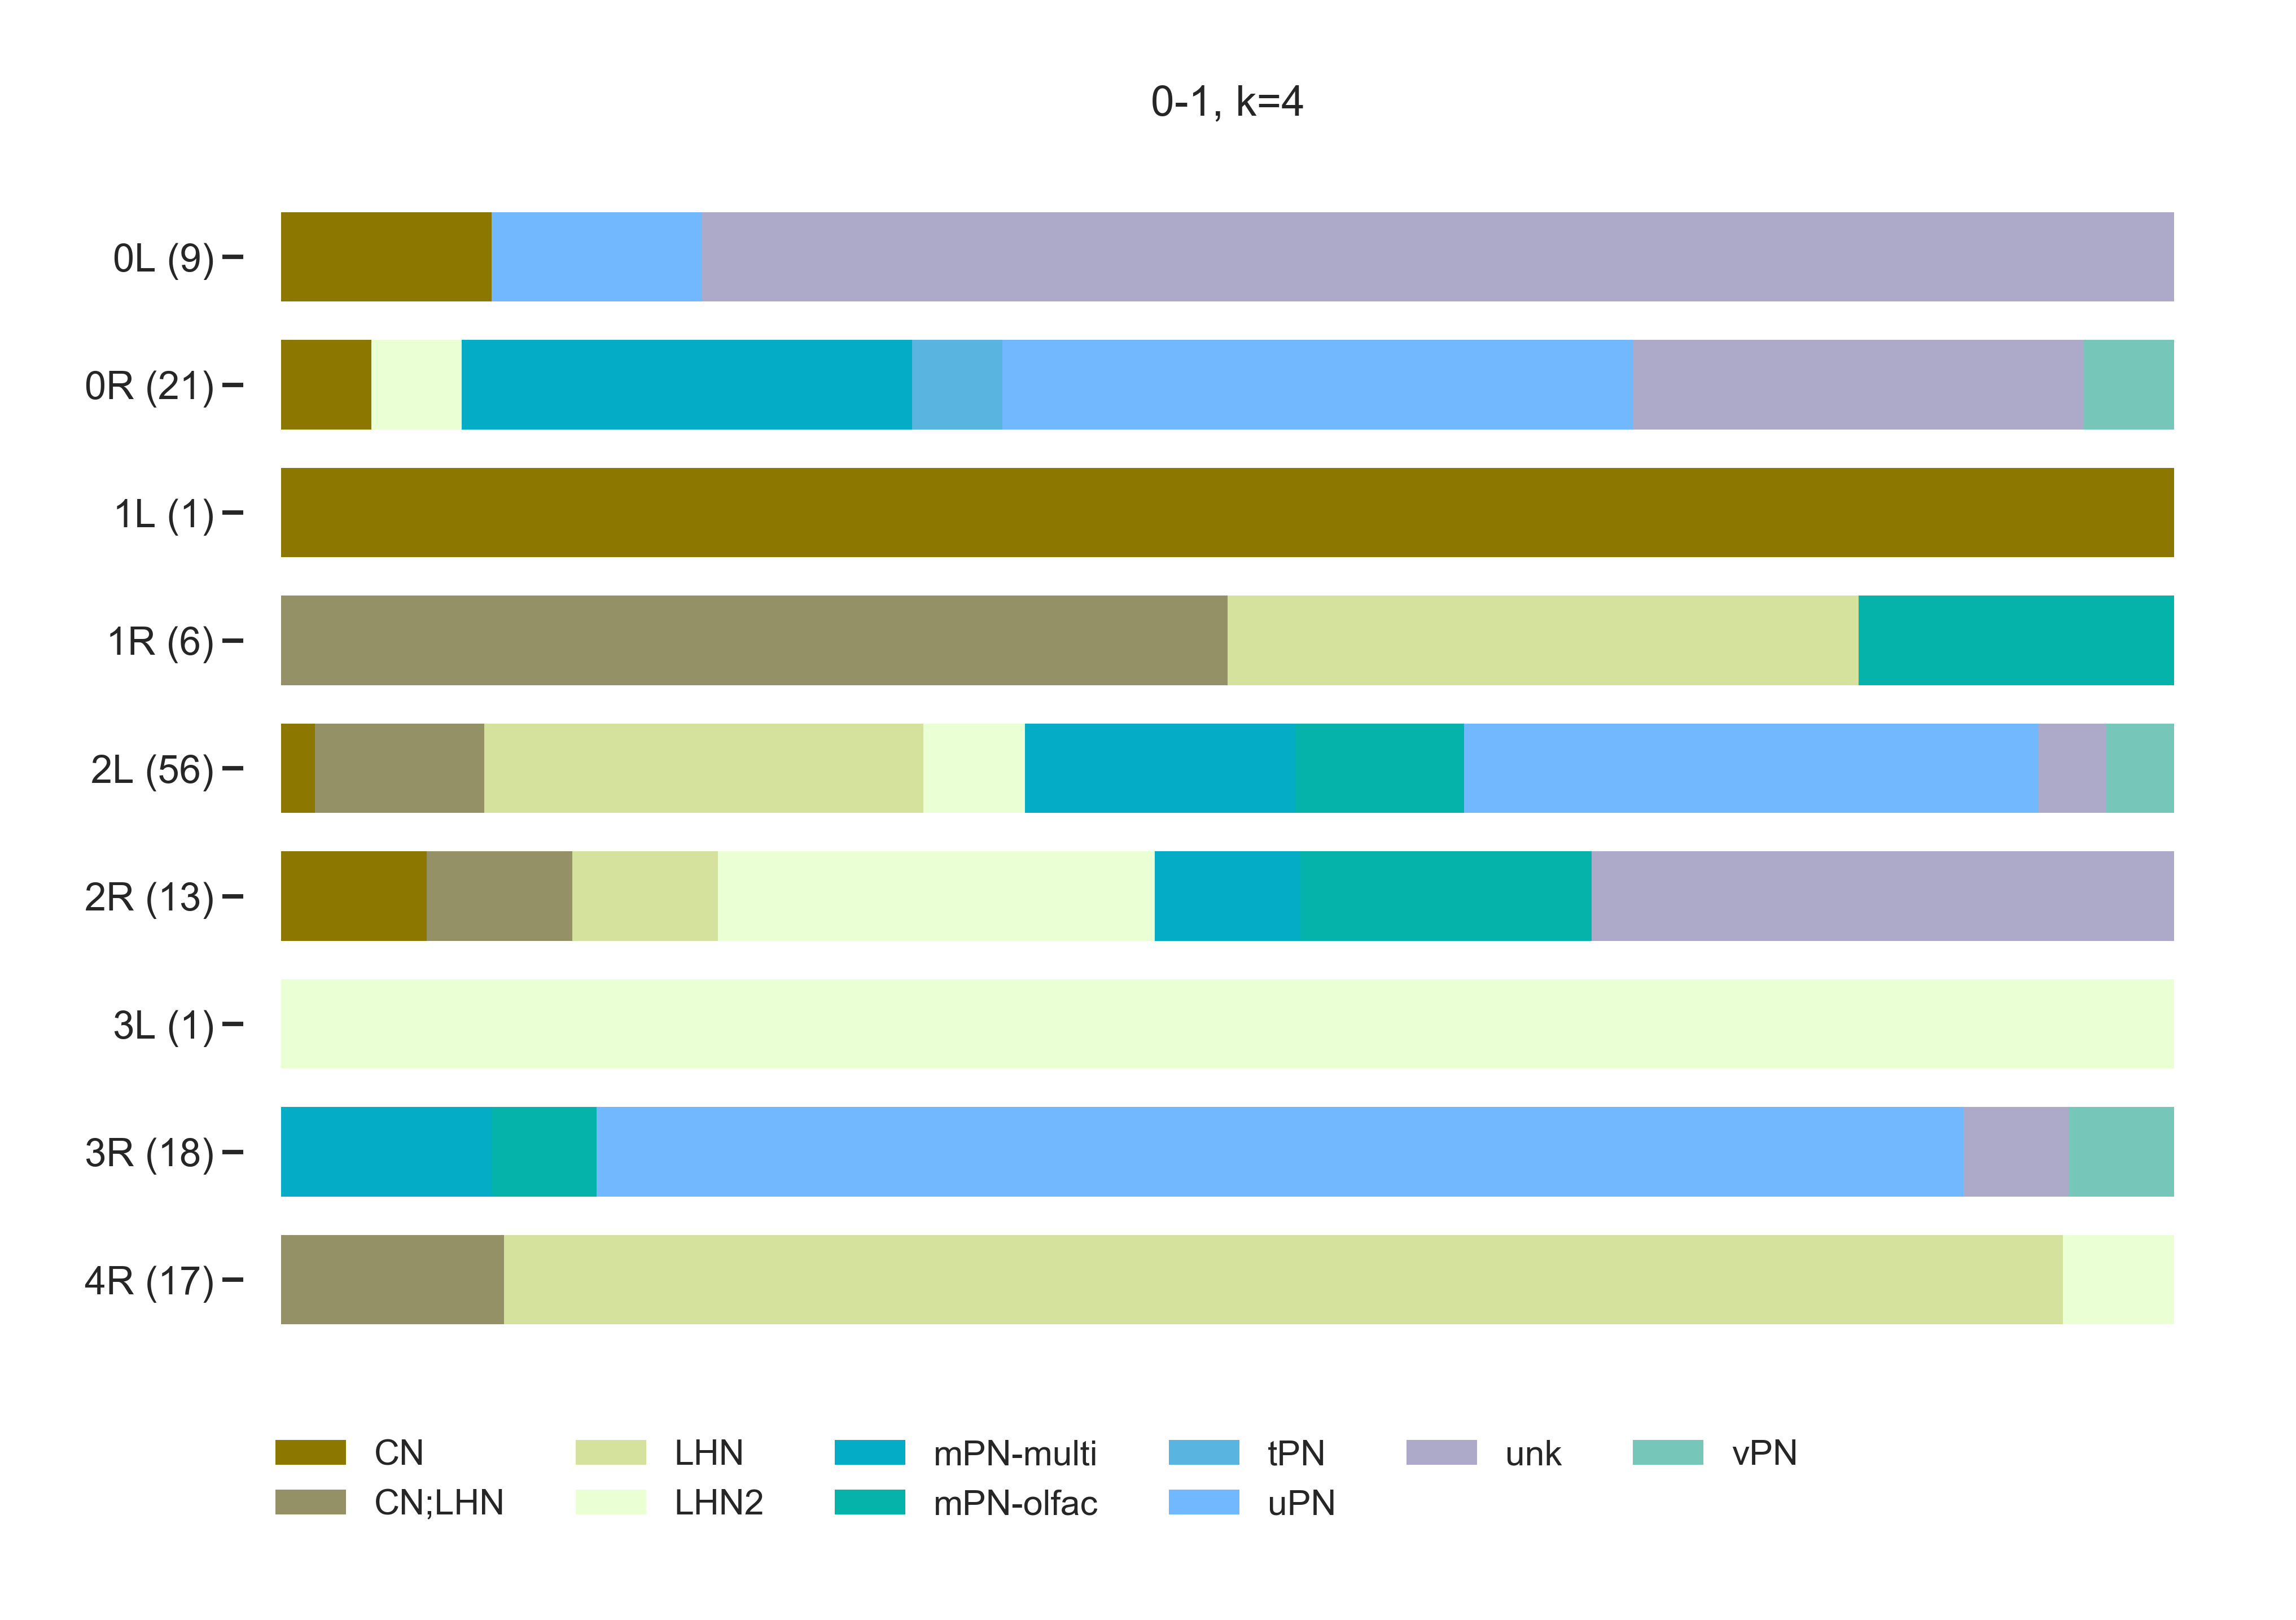 0-1, k=4
0L (9)
0R (21)
1L (1)
1R (6)
2L (56)
2R (13)
3L (1)
3R (18)
4R (17)
CN LHN mPN-multi tPN unk vPN
CN;LHN LHN2 mPN-olfac uPN